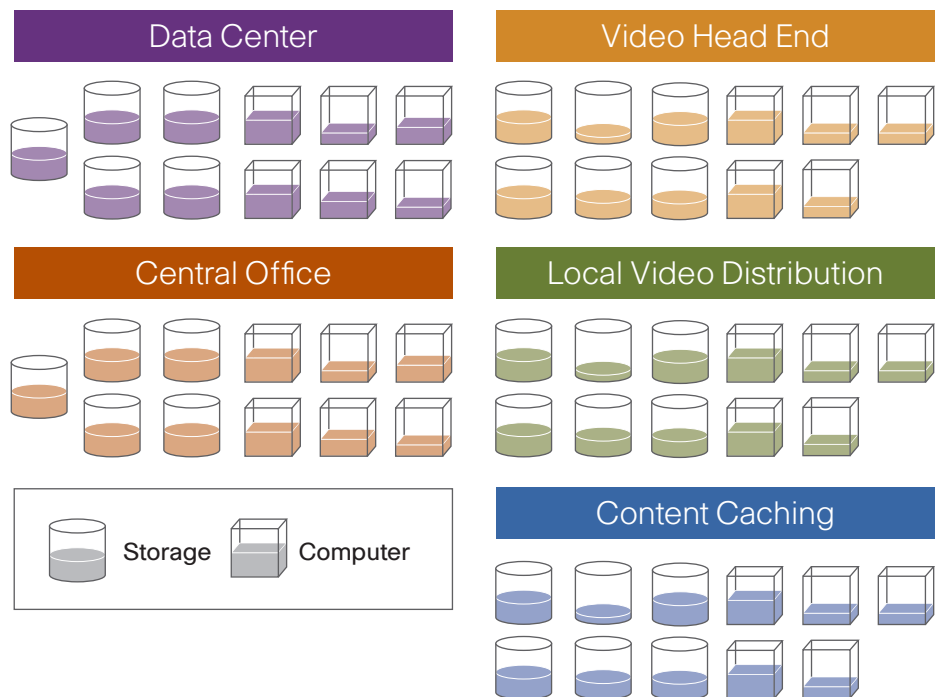 Data Center
Video Head End
Central Office
Local Video Distribution
Storage
Computer
Content Caching